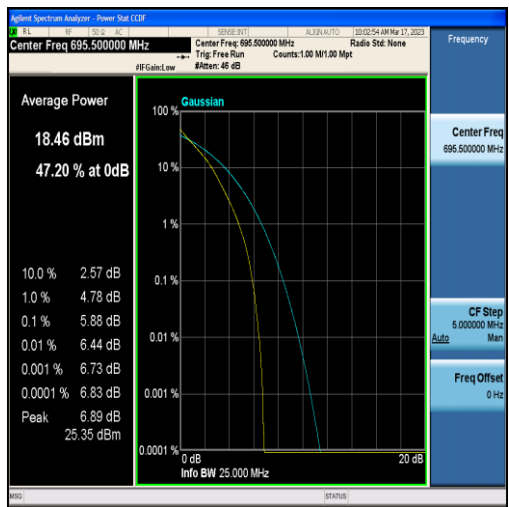 Agilent Spectrum Analyzer - Power Stat CCDF
RL RF 50 Ω AC SENSE:INT ALIGN AUTO 10:02:54 AM Mar 17, 2023
Center Freq 695.500000 MHz
Center Freq: 695.500000 MHz Radio Std: None
Trig: Free Run Counts:1.00 M/1.00 Mpt
#IFGain:Low #Atten: 46 dB
Frequency
Average Power
18.46 dBm
47.20 % at 0dB
10.0 % 2.57 dB
1.0 % 4.78 dB
0.1 % 5.88 dB
0.01 % 6.44 dB
0.001 % 6.73 dB
0.0001 % 6.83 dB
Peak 6.89 dB
25.35 dBm
Gaussian
100 %
10 %
1 %
0.1 %
0.01 %
0.001 %
0.0001 %
0 dB 20 dB
Info BW 25.000 MHz
Center Freq
695.500000 MHz
CF Step
5.000000 MHz
Auto Man
Freq Offset
0 Hz
MSG STATUS